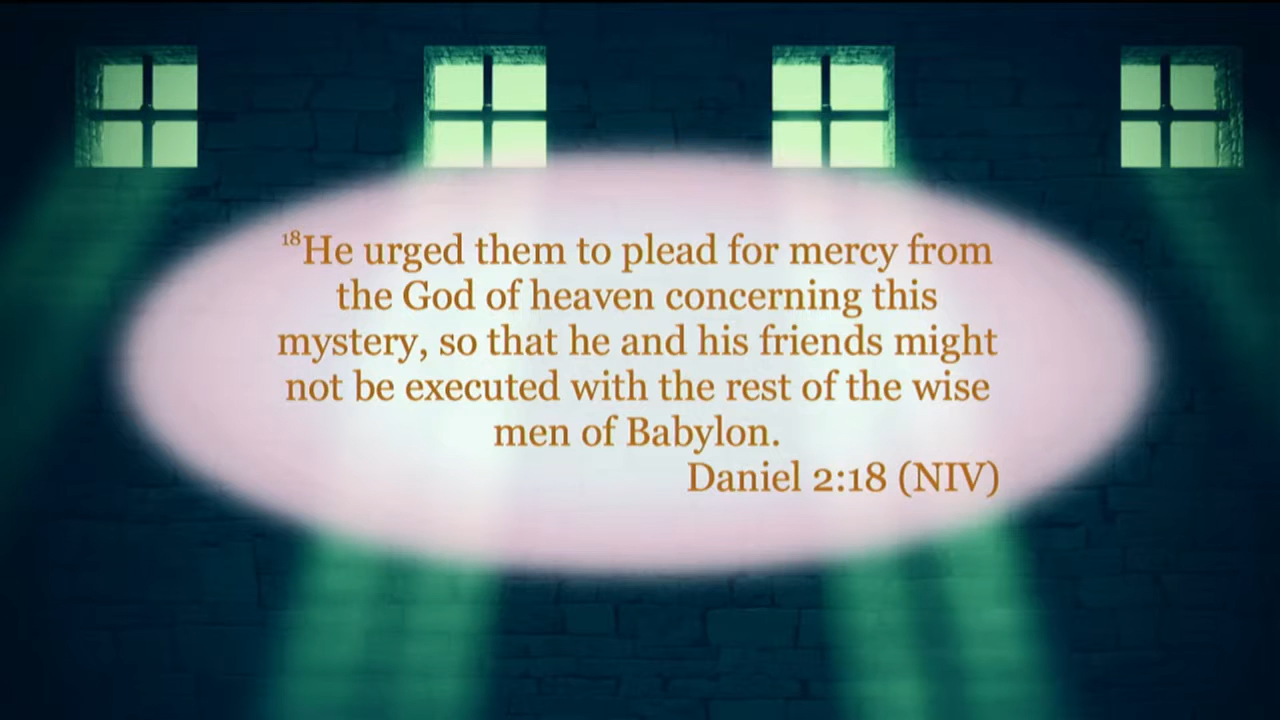 ¹⁸He urged them to plead for mercy from
the God of heaven concerning this
mystery, so that he and his friends might
not be executed with the rest of the wise
men of Babylon.
Daniel 2:18 (NIV)